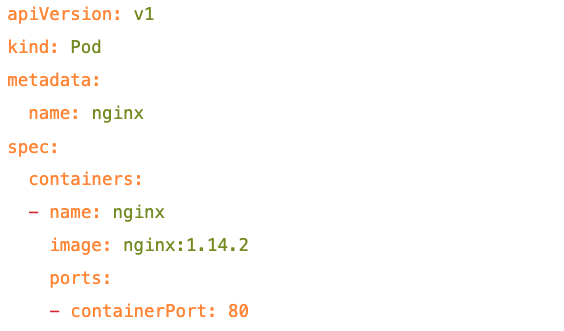 apiVersion: v1
kind: Pod
metadata:
  name: nginx
spec:
  containers:
  - name: nginx
    image: nginx:1.14.2
    ports:
    - containerPort: 80